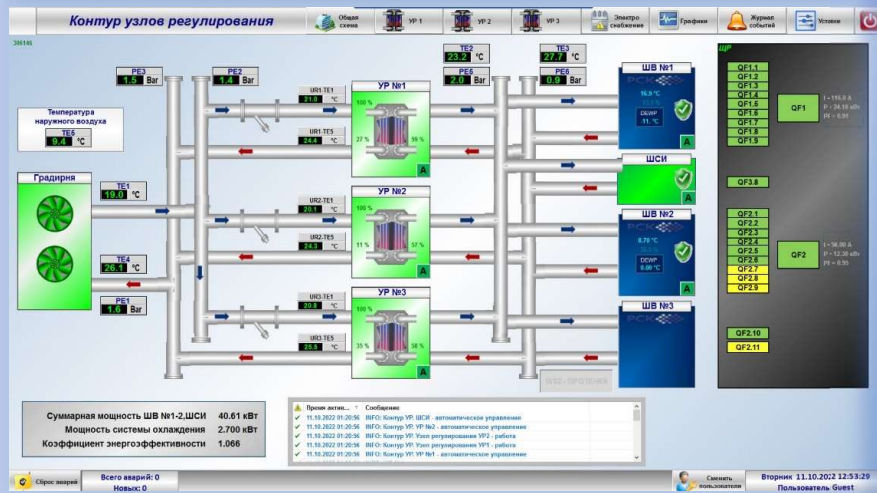 Контур узлов регулирования
Общая схема
УР 1
УР 2
УР 3
Электро снабжение
Графики
Журнал событий
Уставки
386146
PE3
1.5 Bar
PE2
1.4 Bar
TE2
23.2 °C
PE5
2.0 Bar
TE3
27.7 °C
PE6
0.9 Bar
Температура
наружного воздуха
TE5
9.4 °C
Градирня
TE1
19.0 °C
TE4
26.1 °C
PE1
1.6 Bar
UR1-TE1
21.0 °C
UR1-TE5
24.4 °C
УР №1
100 %
27 %
59 %
A
UR2-TE1
20.1 °C
UR2-TE5
24.3 °C
УР №2
100 %
11 %
57 %
A
UR3-TE1
20.8 °C
UR3-TE5
25.5 °C
УР №3
100 %
35 %
58 %
A
ШВ №1
РСК
16.9 °C
DEWP
-11. °C
A
ШСИ
A
ШВ №2
РСК
8.70 °C
DEWP
0.00 °C
A
ШВ №3
РСК
ЩР
QF1.1
QF1.2
QF1.3
QF1.4
QF1.5
QF1.6
QF1.7
QF1.8
QF1.9
QF1
P - 24.18 кВт
PF - 0.91
QF3.8
QF2.1
QF2.2
QF2.3
QF2.4
QF2.5
QF2.6
QF2.7
QF2.8
QF2.9
QF2
P - 12.30 кВт
PF - 0.95
QF2.10
QF2.11
Суммарная мощность ШВ №1-2,ШСИ 40.61 кВт
Мощность системы охлаждения 2.700 кВт
Коэффициент энергоэффективности 1.066
Время актив... Сообщение
11.10.2022 01:20:56 INFO: Контур УР. ШСИ - автоматическое управление
11.10.2022 01:20:56 INFO: Контур УР. УР №2 - автоматическое управление
11.10.2022 01:20:56 INFO: Контур УР. Узел регулирования УР2 - работа
11.10.2022 01:20:56 INFO: Контур УР. Узел регулирования УР1 - работа
11.10.2022 01:20:56 INFO: Контур УР. УР №1 - автоматическое управление
Сброс аварий
Всего аварий: 0
Новых: 0
Сменить пользователя
Вторник 11.10.2022 12:53:29
Пользователь Guest